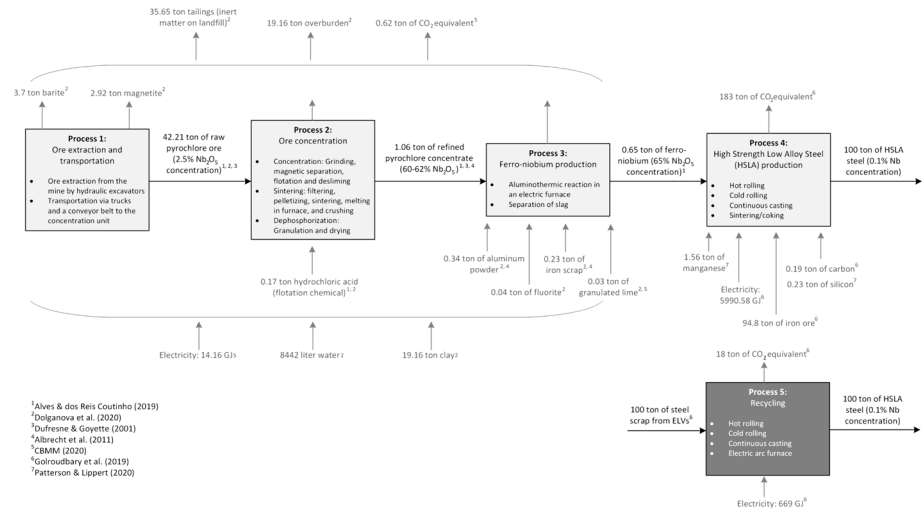 35.65 ton tailings (inert
matter on landfill)2
19.16 ton overburden2
0.62 ton of CO2 equivalent5
3.7 ton barite2
2.92 ton magnetite2
183 ton of CO2equivalent6
Process 1:
Ore extraction and
transportation
• Ore extraction from the
mine by hydraulic excavators
• Transportation via trucks
and a conveyor belt to the
concentration unit
42.21 ton of raw
pyrochlore ore
(2.5% Nb2O5
concentration)1, 2, 3
Process 2:
Ore concentration
• Concentration: Grinding,
magnetic separation,
flotation and desliming
• Sintering: filtering,
pelletizing, sintering, melting
in furnace, and crushing
• Dephosphorization:
Granulation and drying
1.06 ton of refined
pyrochlore concentrate
(60-62% Nb2O5)1, 3, 4
Process 3:
Ferro-niobium production
• Aluminothermic reaction in
an electric furnace
• Separation of slag
0.65 ton of ferro-
niobium (65% Nb2O5
concentration)1
Process 4:
High Strength Low Alloy Steel
(HSLA) production
• Hot rolling
• Cold rolling
• Continuous casting
• Sintering/coking
100 ton of HSLA
steel (0.1% Nb
concentration)
0.17 ton hydrochloric acid
(flotation chemical)1, 2
0.34 ton of aluminum
powder2, 4
0.04 ton of fluorite2
0.23 ton of
iron scrap2, 4
0.03 ton of
granulated lime2, 5
1.56 ton of
manganese7
Electricity:
5990.58 GJ6
94.8 ton of iron ore6
0.19 ton of carbon6
0.23 ton of silicon7
Electricity: 14.16 GJ5
8442 liter water2
19.16 ton clay2
18 ton of CO2equivalent6
100 ton of steel
scrap from ELVs6
Process 5:
Recycling
• Hot rolling
• Cold rolling
• Continuous casting
• Electric arc furnace
100 ton of HSLA
steel (0.1% Nb
concentration)
Electricity: 669 GJ6
1Alves & dos Reis Coutinho (2019)
2Dolganova et al. (2020)
3Dufresne & Goyette (2001)
4Albrecht et al. (2011)
5CBMM (2020)
6Golroudbary et al. (2019)
7Patterson & Lippert (2020)